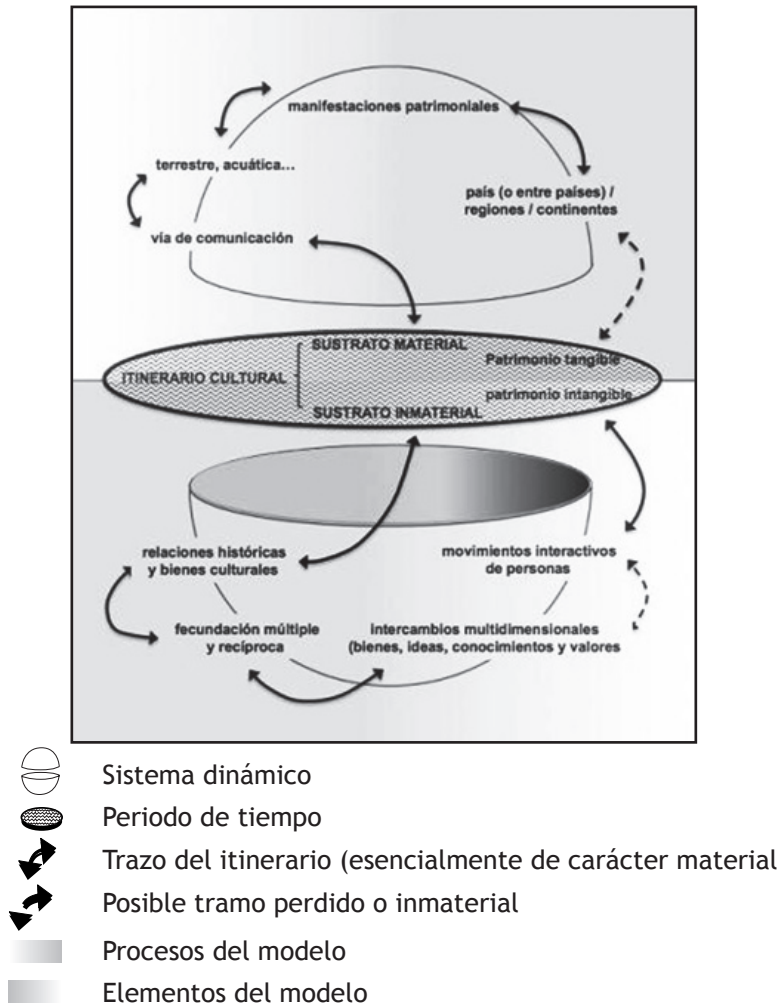 manifestaciones patrimoniales
terrestre, acuática...
país (o entre países) /
regiones / continentes
vía de comunicación
SUSTRATO MATERIAL
Patrimonio tangible
ITINERARIO CULTURAL
patrimonio intangible
SUSTRATO INMATERIAL
relaciones históricas
y bienes culturales
movimientos interactivos
de personas
fecundación múltiple
y recíproca
intercambios multidimensionales
(bienes, ideas, conocimientos y valores
Sistema dinámico
Periodo de tiempo
Trazo del itinerario (esencialmente de carácter material
Posible tramo perdido o inmaterial
Procesos del modelo
Elementos del modelo